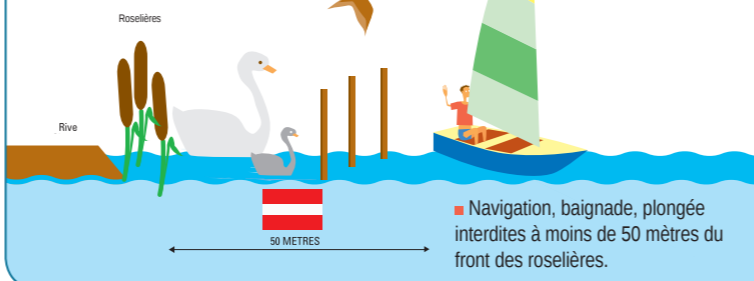 Roselières
Rive
50 METRES
Navigation, baignade, plongée
interdites à moins de 50 mètres du
front des roselières.